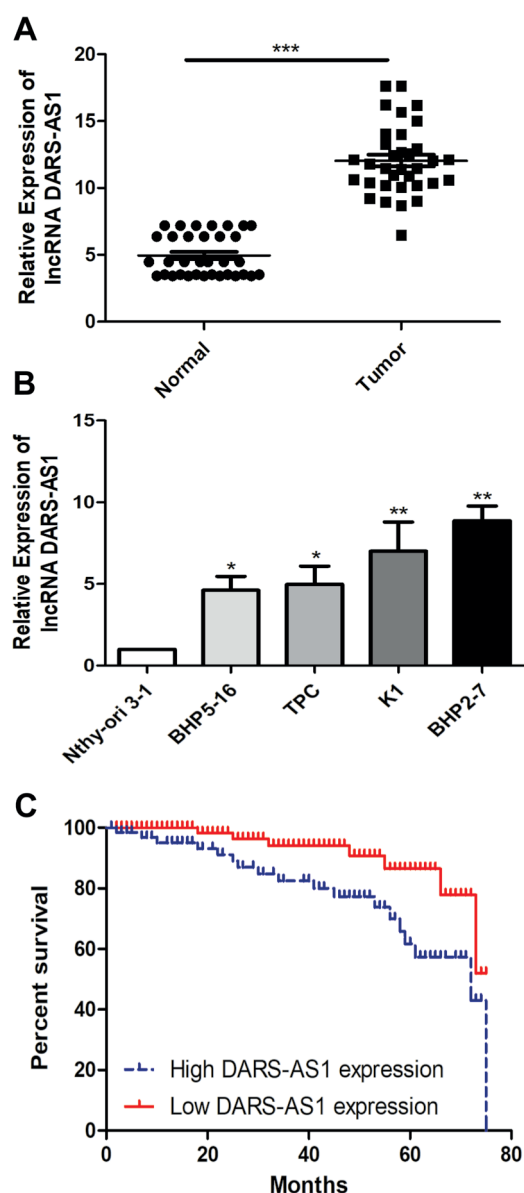 A
Relative Expression of
lncRNA DARS-AS1
20
15
10
5
0
***
Normal
Tumor
B
Relative Expression of
lncRNA DARS-AS1
15
10
5
0
*
*
**
**
Nthy-ori 3-1
BHP5-16
TPC
K1
BHP2-7
C
Percent survival
100
80
60
40
20
0
High DARS-AS1 expression
Low DARS-AS1 expression
0
20
40
60
80
Months